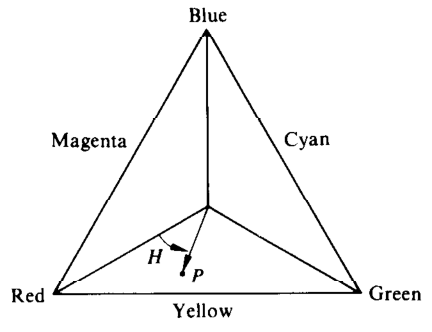 Blue
Magenta
Cyan
H
P
Red
Green
Yellow